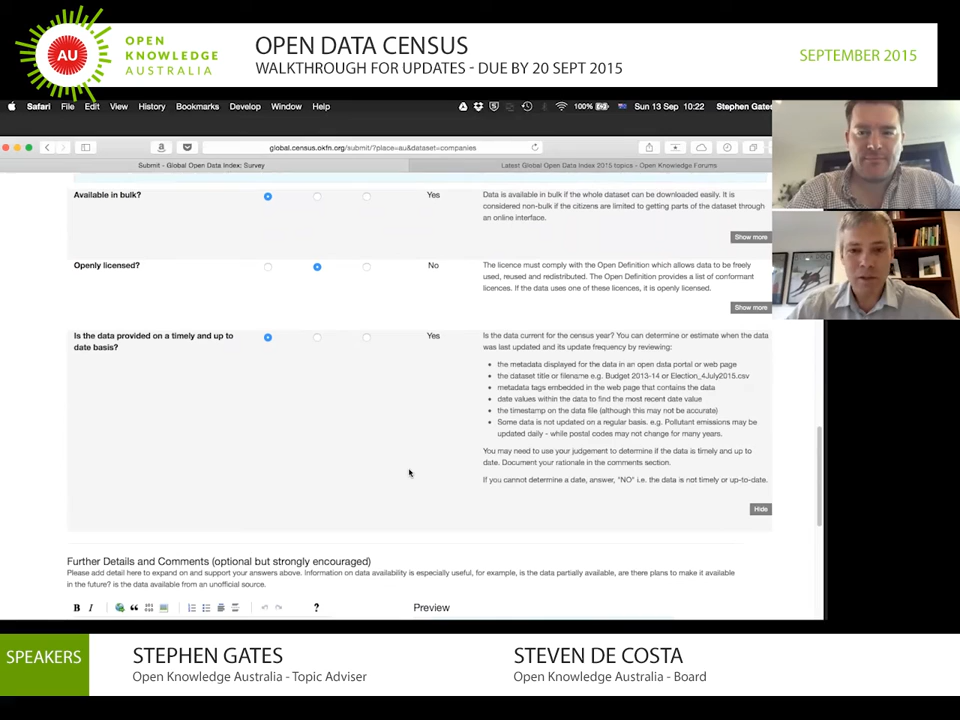 AU
OPEN
KNOWLEDGE
AUSTRALIA
OPEN DATA CENSUS
WALKTHROUGH FOR UPDATES - DUE BY 20 SEPT 2015
SEPTEMBER 2015
Safari File Edit View History Bookmarks Develop Window Help 100% Sun 13 Sep 10:22 Stephen Gates
global.census.okfn.org/submit/?place=au&dataset=companies
Submit - Global Open Data Index: Survey
Latest Global Open Data Index 2015 topics - Open Knowledge Forums
Available in bulk? Yes
Data is available in bulk if the whole dataset can be downloaded easily. It is
considered non-bulk if the citizens are limited to getting parts of the dataset through
an online interface.
Show more
Openly licensed? No
The licence must comply with the Open Definition which allows data to be freely
used, reused and redistributed. The Open Definition provides a list of conformant
licences. If the data uses one of these licences, it is openly licensed.
Show more
Is the data provided on a timely and up to
date basis?
Yes
Is the data current for the census year? You can determine or estimate when the data
was last updated and its update frequency by reviewing:
• the metadata displayed for the data in an open data portal or web page
• the dataset title or filename e.g. Budget 2013-14 or Election_4July2015.csv
• metadata tags embedded in the web page that contains the data
• date values within the data to find the most recent date value
• the timestamp on the data file (although this may not be accurate)
• Some data is not updated on a regular basis. e.g. Pollutant emissions may be
updated daily - while postal codes may not change for many years.
You may need to use your judgement to determine if the data is timely and up to
date. Document your rationale in the comments section.
If you cannot determine a date, answer, "NO" i.e. the data is not timely or up-to-date.
Hide
Further Details and Comments (optional but strongly encouraged)
Please add detail here to expand on and support your answers above. Information on data availability is especially useful, for example, is the data partially available, are there plans to make it available
in the future? is the data available from an unofficial source.
B I ? Preview
SPEAKERS
STEPHEN GATES
Open Knowledge Australia - Topic Adviser
STEVEN DE COSTA
Open Knowledge Australia - Board